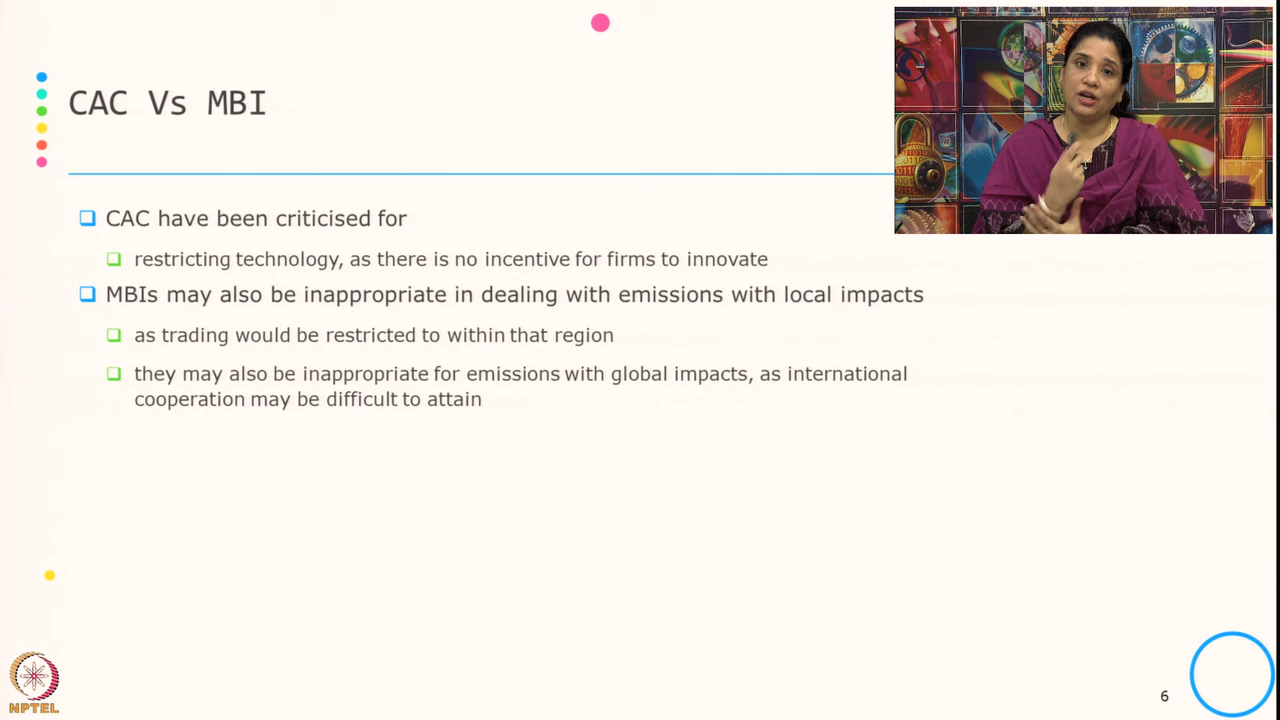 CAC Vs MBI
CAC have been criticised for
restricting technology, as there is no incentive for firms to innovate
MBIs may also be inappropriate in dealing with emissions with local impacts
as trading would be restricted to within that region
they may also be inappropriate for emissions with global impacts, as international
cooperation may be difficult to attain
NPTEL
6